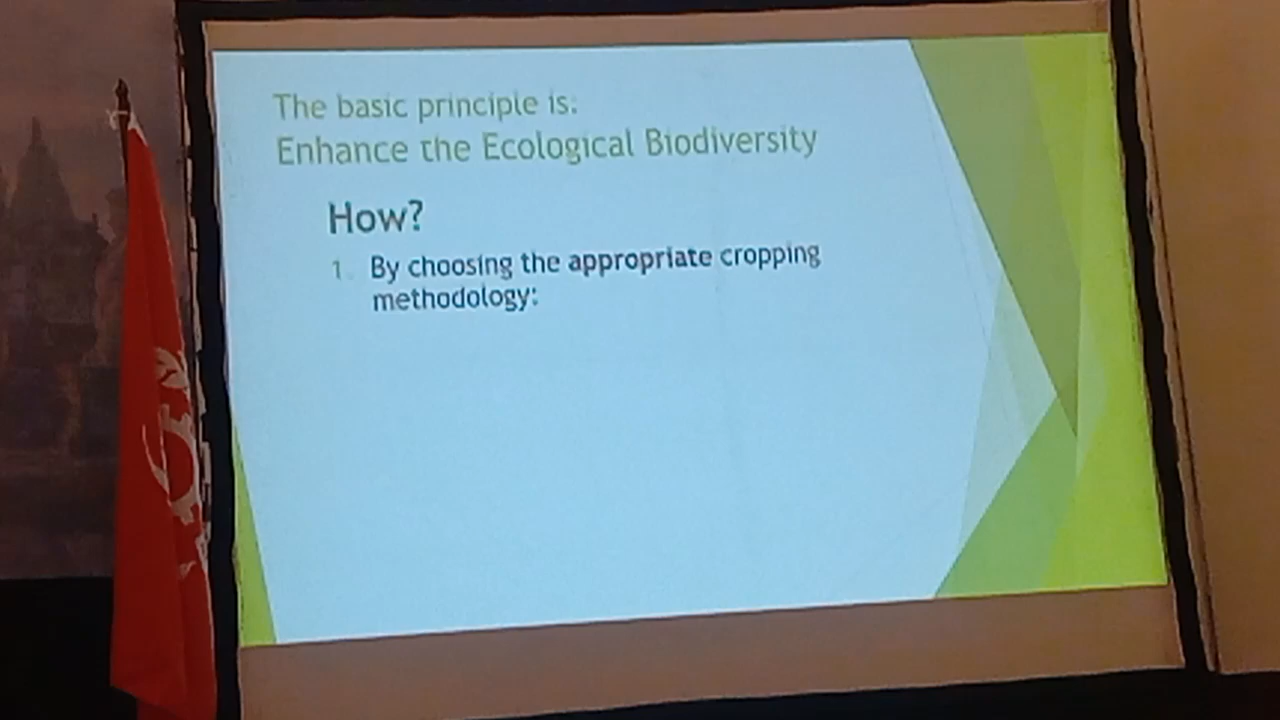 The basic principle is:
Enhance the Ecological Biodiversity
How?
1. By choosing the appropriate cropping
methodology: